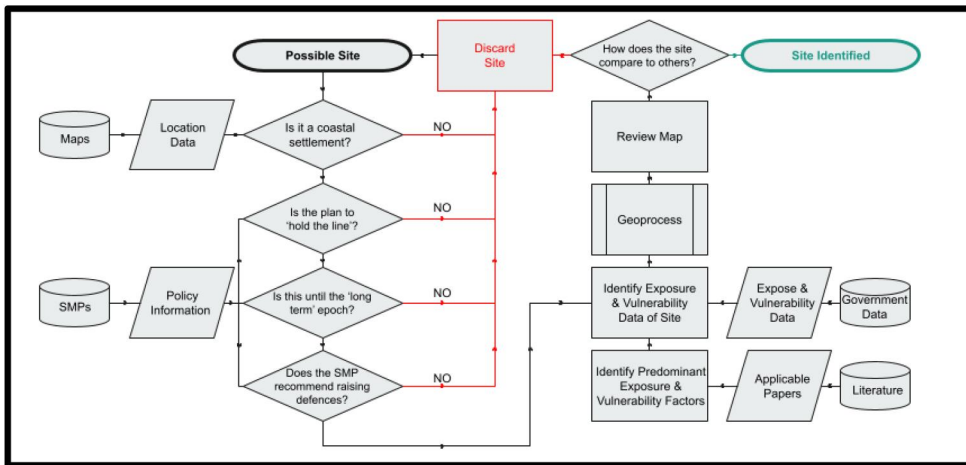 Possible Site
Discard
Site
How does the site
compare to others?
Site Identified
Maps
Location
Data
Is it a coastal
settlement?
NO
Review Map
Is the plan to
‘hold the line’?
NO
Geoprocess
SMPs
Policy
Information
Is this until the ‘long
term’ epoch?
NO
Identify Exposure
& Vulnerability
Data of Site
Expose &
Vulnerability
Data
Government
Data
Does the SMP
recommend raising
defences?
NO
Identify Predominant
Exposure &
Vulnerability Factors
Applicable
Papers
Literature